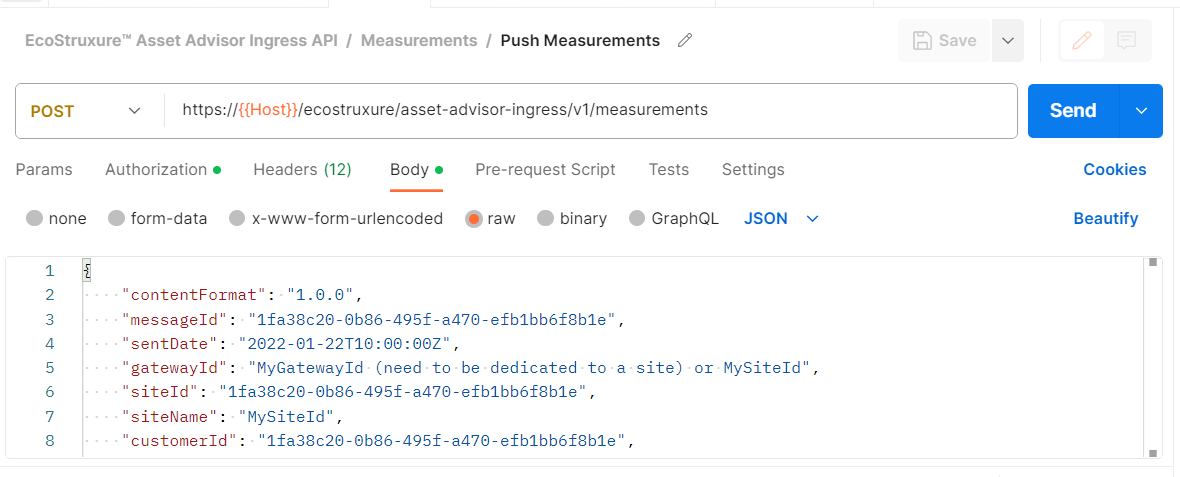 EcoStruxure™ Asset Advisor Ingress API / Measurements / Push Measurements
Save
POST
https://{{Host}}/ecostruxure/asset-advisor-ingress/v1/measurements
Send
Params Authorization Headers (12) Body Pre-request Script Tests Settings Cookies
none form-data x-www-form-urlencoded raw binary GraphQL JSON Beautify
1 {
2 "contentFormat": "1.0.0",
3 "messageId": "1fa38c20-0b86-495f-a470-efb1bb6f8b1e",
4 "sentDate": "2022-01-22T10:00:00Z",
5 "gatewayId": "MyGatewayId (need to be dedicated to a site) or MySiteId",
6 "siteId": "1fa38c20-0b86-495f-a470-efb1bb6f8b1e",
7 "siteName": "MySiteId",
8 "customerId": "1fa38c20-0b86-495f-a470-efb1bb6f8b1e",